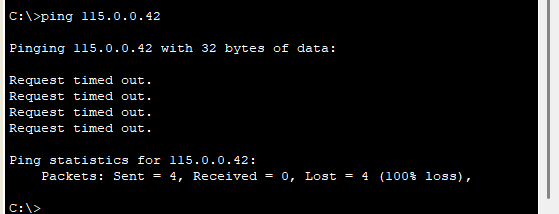 C:\>ping 115.0.0.42
Pinging 115.0.0.42 with 32 bytes of data:
Request timed out.
Request timed out.
Request timed out.
Request timed out.
Ping statistics for 115.0.0.42:
Packets: Sent = 4, Received = 0, Lost = 4 (100% loss),
C:\>